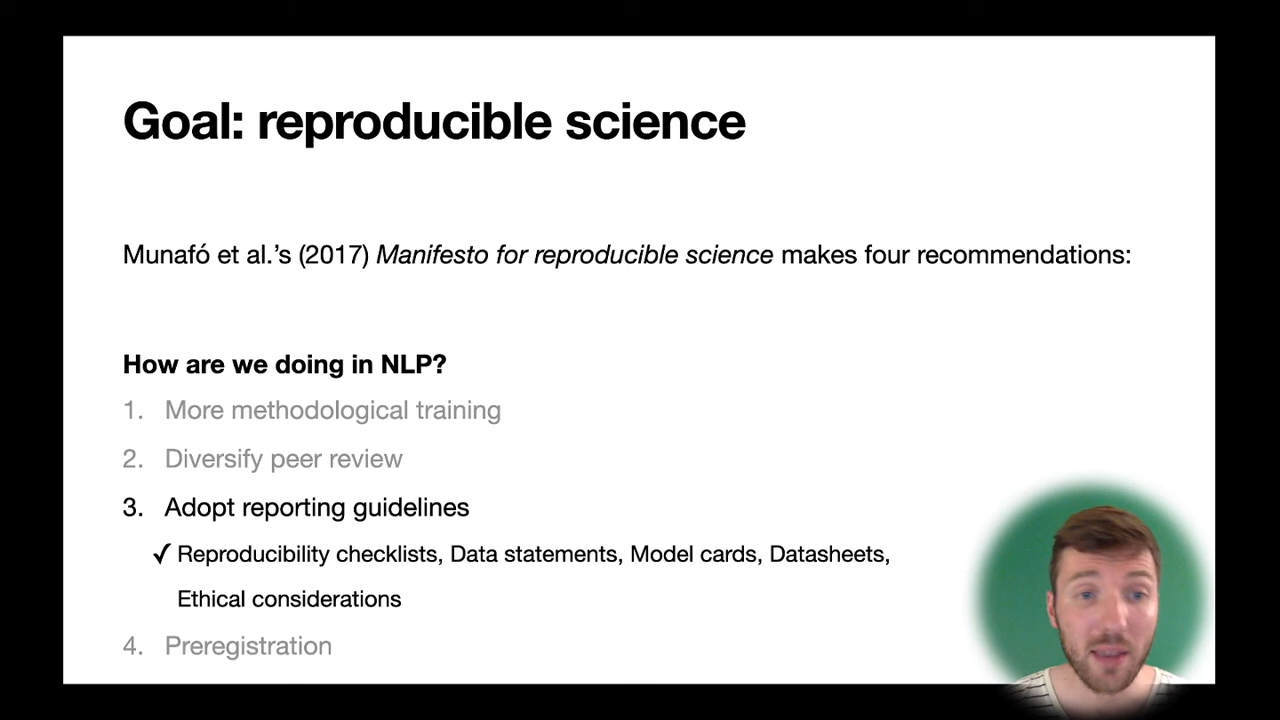 Goal: reproducible science
Munafó et al.’s (2017) Manifesto for reproducible science makes four recommendations:
How are we doing in NLP?
1. More methodological training
2. Diversify peer review
3. Adopt reporting guidelines
✓ Reproducibility checklists, Data statements, Model cards, Datasheets,
Ethical considerations
4. Preregistration